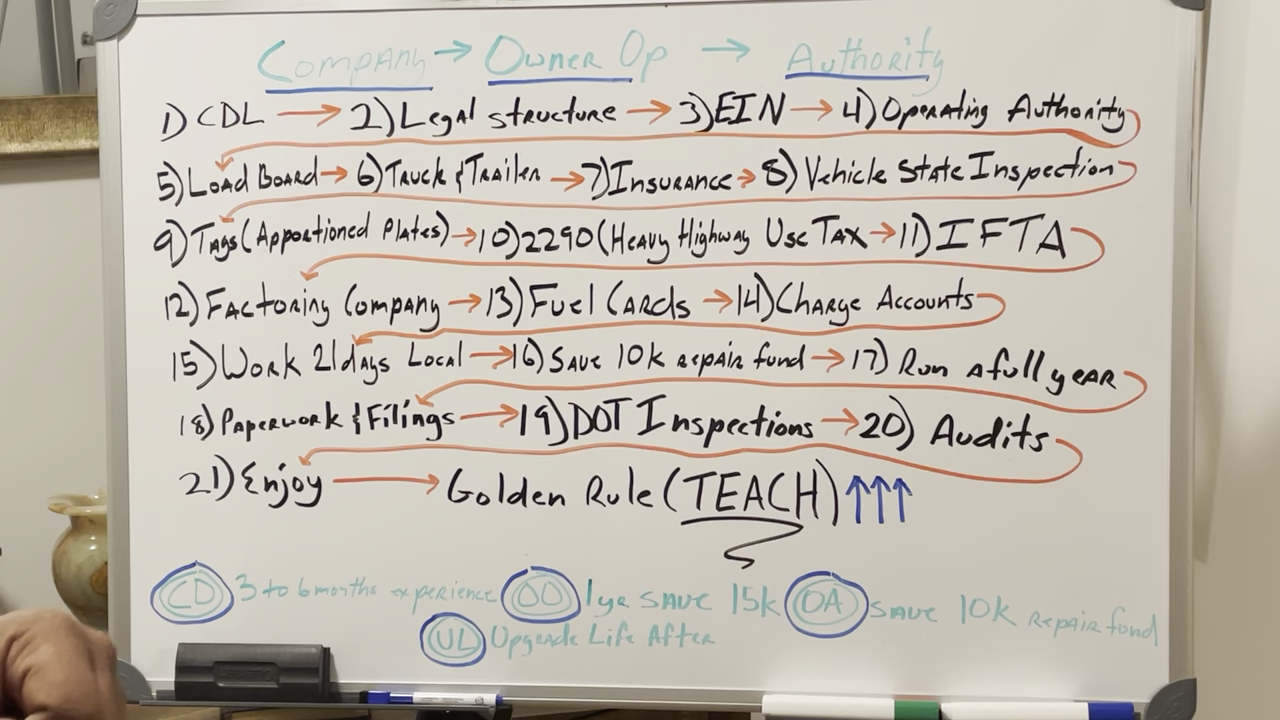 Company → Owner Op → Authority
1) CDL → 2) Legal structure → 3) EIN → 4) Operating Authority
5) Load Board → 6) Truck & Trailer → 7) Insurance → 8) Vehicle State Inspection
9) Tags (Apportioned Plates) → 10) 2290 (Heavy Highway Use Tax → 11) IFTA
12) Factoring Company → 13) Fuel Cards → 14) Charge Accounts
15) Work 21 days Local → 16) Save 10k repair fund → 17) Run a full year
18) Paperwork & Filings → 19) DOT Inspections → 20) Audits
21) Enjoy → Golden Rule (TEACH) ↑↑↑
CD 3 to 6 months experience OO 1yr save 15k OA save 10k repair fund
UL Upgrade Life After